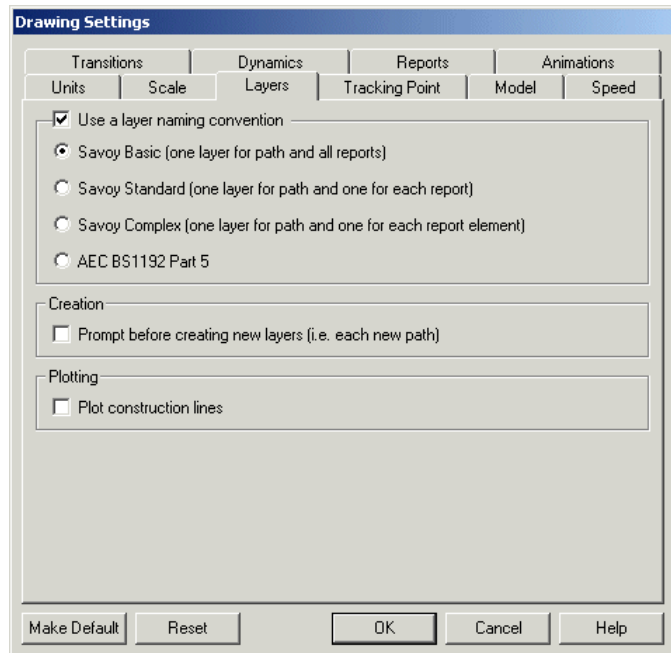 Drawing Settings
Transitions Dynamics Reports Animations
Units Scale Layers Tracking Point Model Speed
Use a layer naming convention
Savoy Basic (one layer for path and all reports)
Savoy Standard (one layer for path and one for each report)
Savoy Complex (one layer for path and one for each report element)
AEC BS1192 Part 5
Creation
Prompt before creating new layers (i.e. each new path)
Plotting
Plot construction lines
Make Default Reset OK Cancel Help